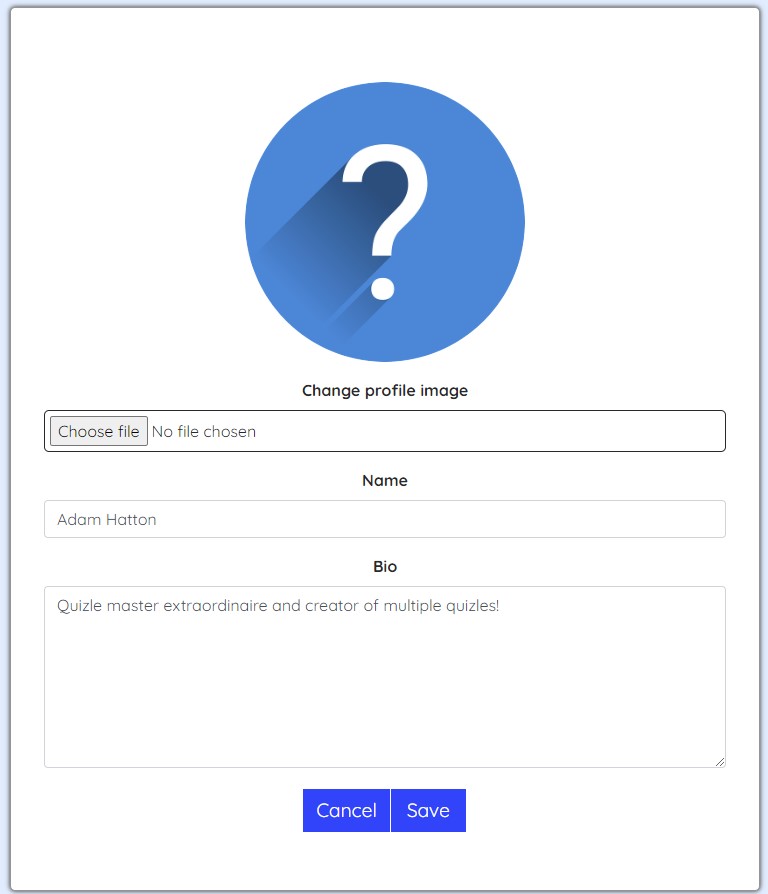 ?
Change profile image
Choose file No file chosen
Name
Adam Hatton
Bio
Quizle master extraordinaire and creator of multiple quizles!
Cancel Save